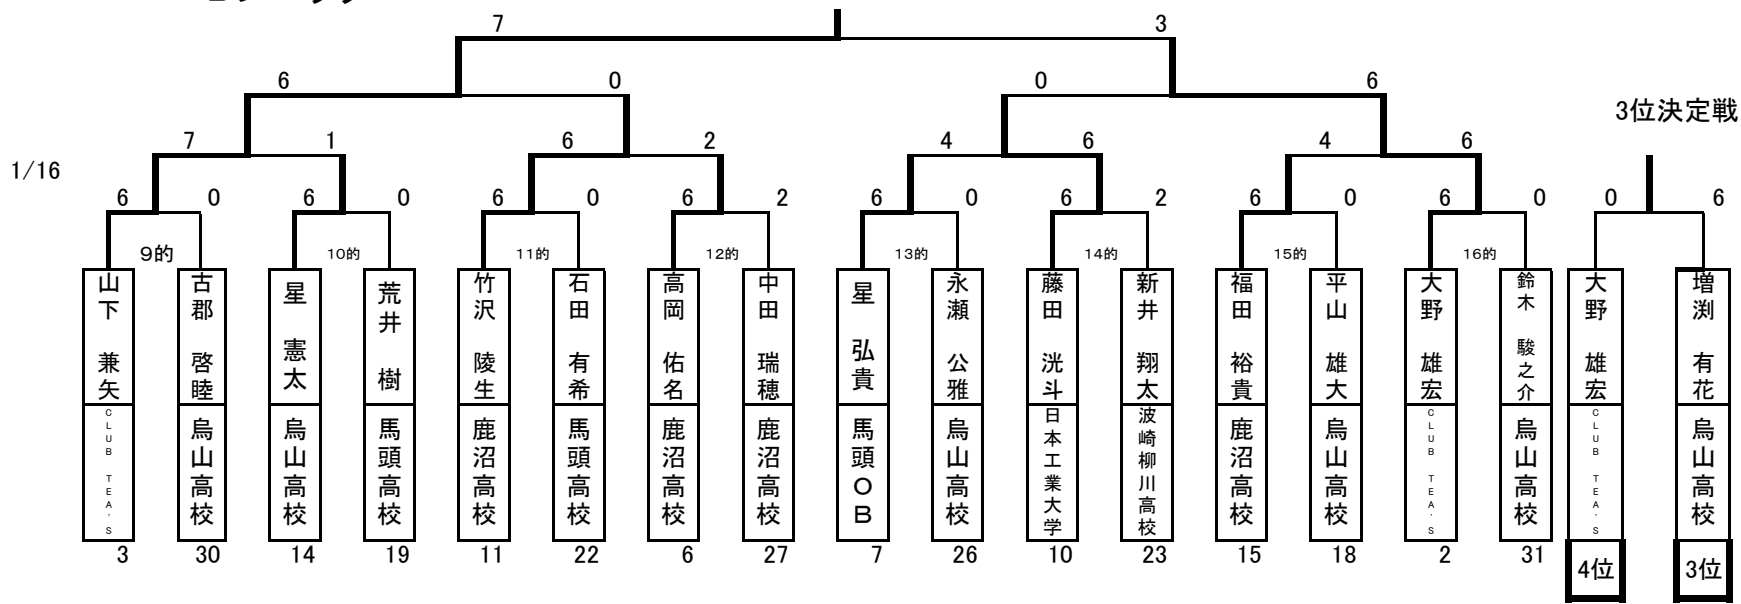 7 3
6 0 0 6
3位決定戦
7 1 6 2 4 6 4 6
1/16
6 0 6 0 6 0 6 2 6 0 6 2 6 0 6 0 0 6
9的 10的 11的 12的 13的 14的 15的 16的
山下 兼矢
古郡 啓睦
星 憲太
荒井 樹
竹沢 陵生
石田 有希
高岡 佑名
中田 瑞穂
星 弘貴
永瀬 公雅
藤田 洸斗
新井 翔太
福田 裕貴
平山 雄大
大野 雄宏
鈴木 駿之介
大野 雄宏
増渕 有花
CLUB TEA'S
烏山高校
烏山高校
馬頭高校
鹿沼高校
馬頭高校
鹿沼高校
鹿沼高校
馬頭OB
烏山高校
日本工業大学
波崎柳川高校
鹿沼高校
烏山高校
CLUB TEA'S
烏山高校
CLUB TEA'S
烏山高校
3 30 14 19 11 22 6 27 7 26 10 23 15 18 2 31
4位 3位